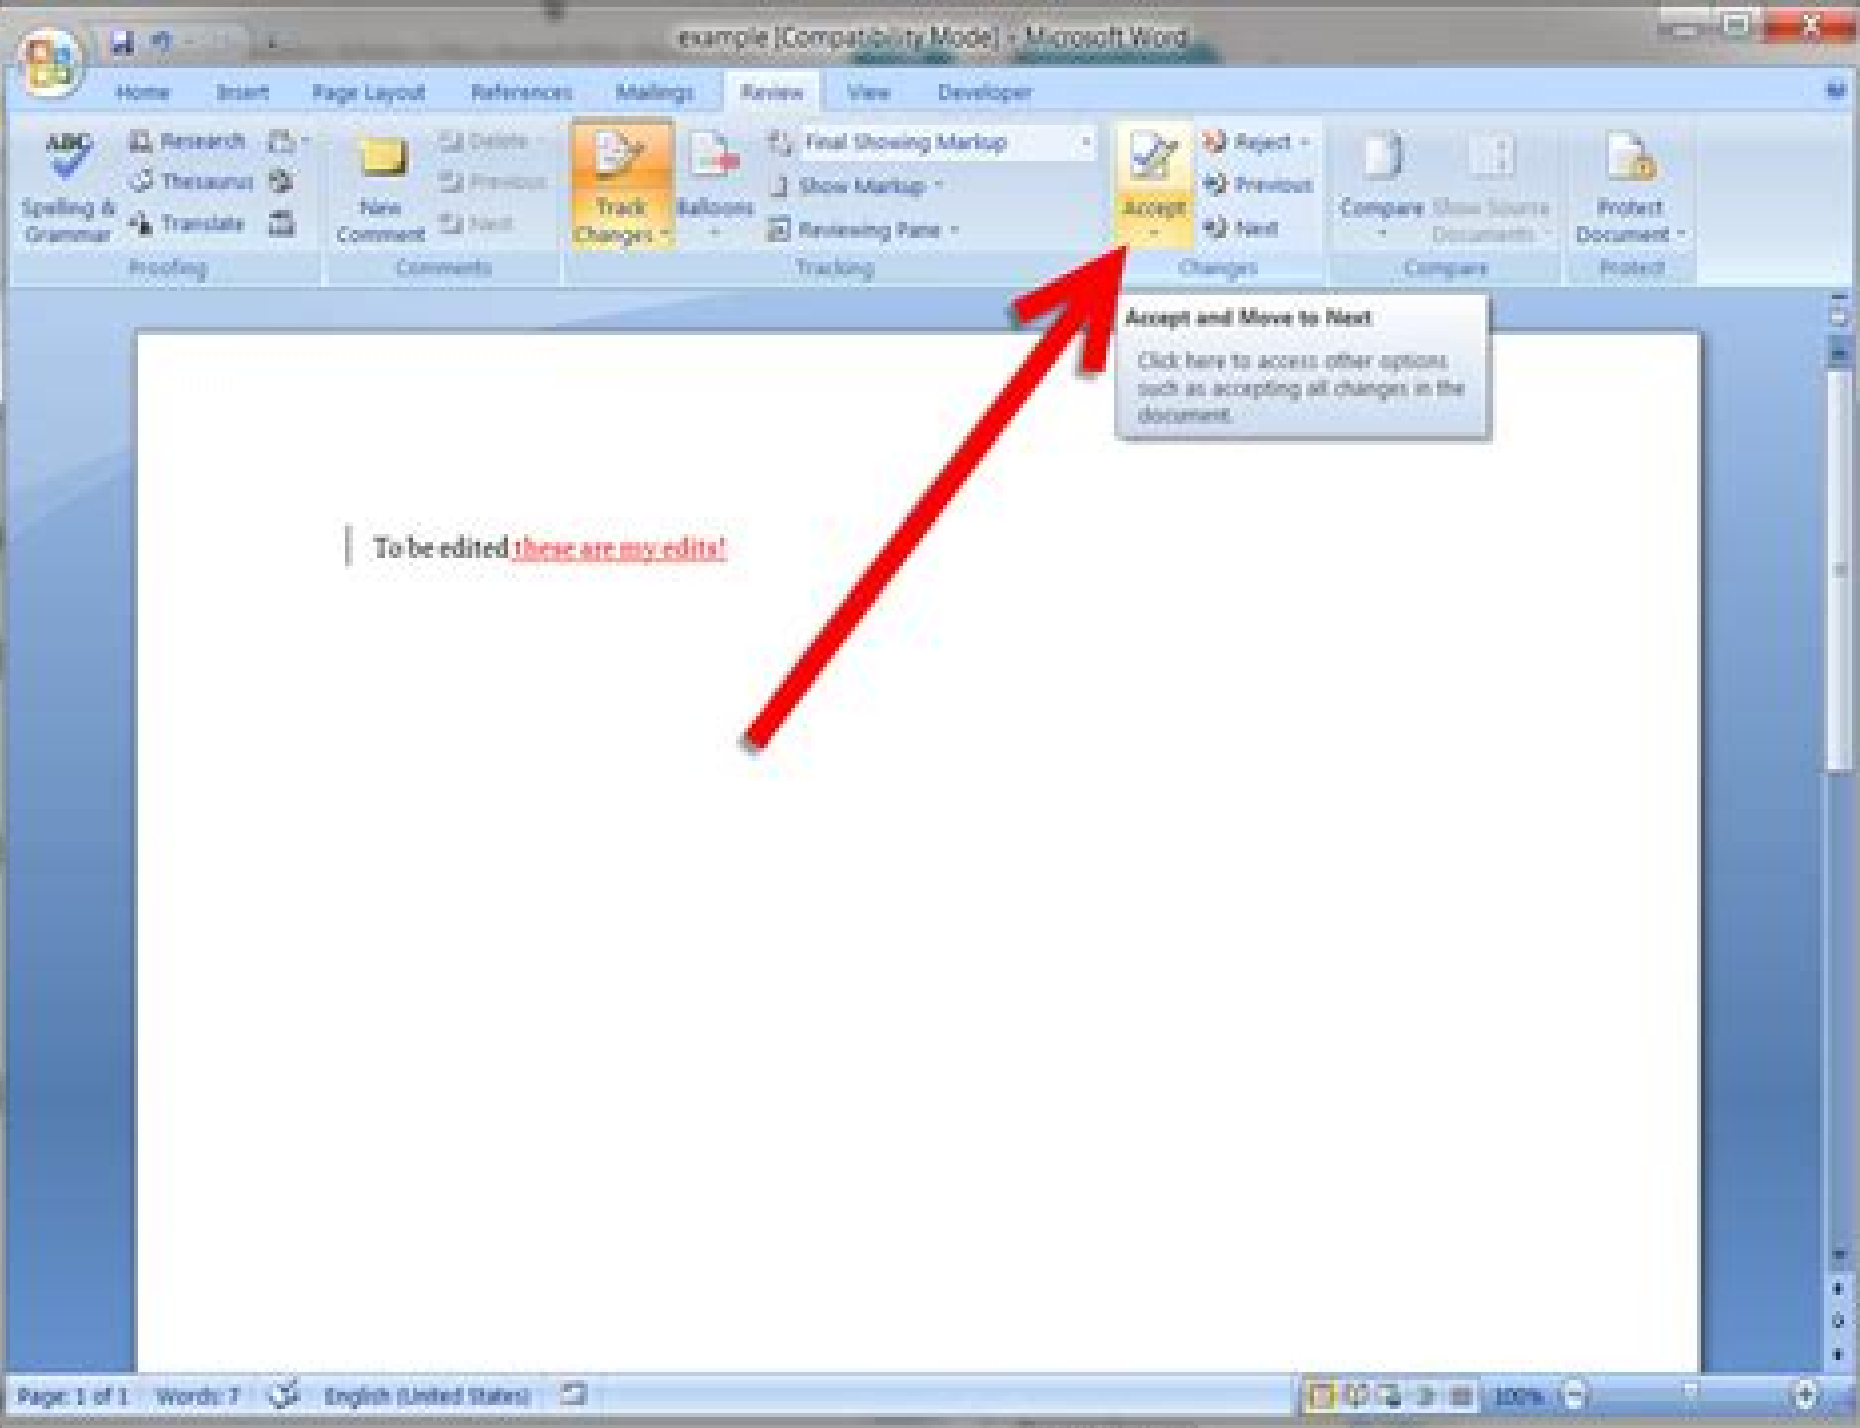 example [Compatibility Mode] - Microsoft Word
Home Insert Page Layout References Mailings Review View Developer
ABC
Spelling &
Grammar
Research
Thesaurus
Translate
Proofing
New
Comment
Delete
Previous
Next
Comments
Track
Changes
Balloons
Final Showing Markup
Show Markup
Reviewing Pane
Tracking
Accept
Reject
Previous
Next
Changes
Compare
Show Source
Documents
Compare
Protect
Document
Protect
Accept and Move to Next
Click here to access other options
such as accepting all changes in the
document.
To be edited these are my edits!
Page: 1 of 1 Words: 7 English (United States) 100%